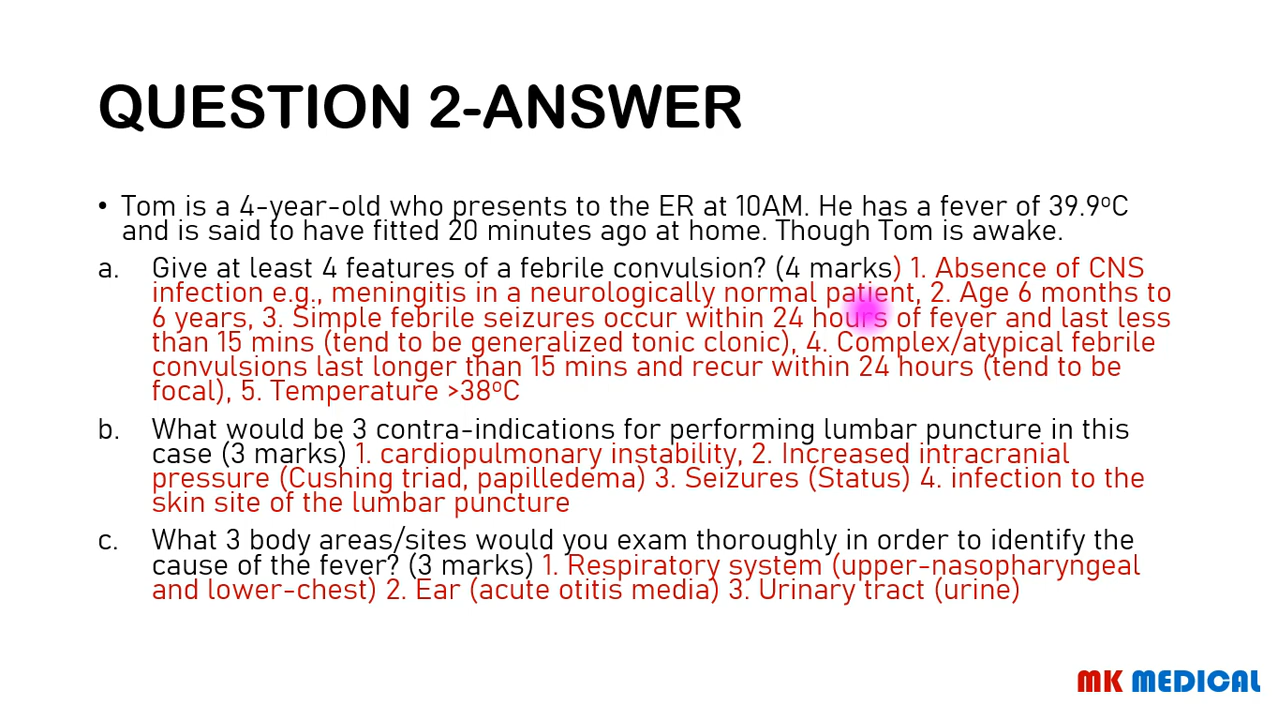 QUESTION 2-ANSWER
• Tom is a 4-year-old who presents to the ER at 10AM. He has a fever of 39.9ºC
and is said to have fitted 20 minutes ago at home. Though Tom is awake.
a. Give at least 4 features of a febrile convulsion? (4 marks) 1. Absence of CNS
infection e.g., meningitis in a neurologically normal patient, 2. Age 6 months to
6 years, 3. Simple febrile seizures occur within 24 hours of fever and last less
than 15 mins (tend to be generalized tonic clonic), 4. Complex/atypical febrile
convulsions last longer than 15 mins and recur within 24 hours (tend to be
focal), 5. Temperature >38ºC
b. What would be 3 contra-indications for performing lumbar puncture in this
case (3 marks) 1. cardiopulmonary instability, 2. Increased intracranial
pressure (Cushing triad, papilledema) 3. Seizures (Status) 4. infection to the
skin site of the lumbar puncture
c. What 3 body areas/sites would you exam thoroughly in order to identify the
cause of the fever? (3 marks) 1. Respiratory system (upper-nasopharyngeal
and lower-chest) 2. Ear (acute otitis media) 3. Urinary tract (urine)
MK MEDICAL